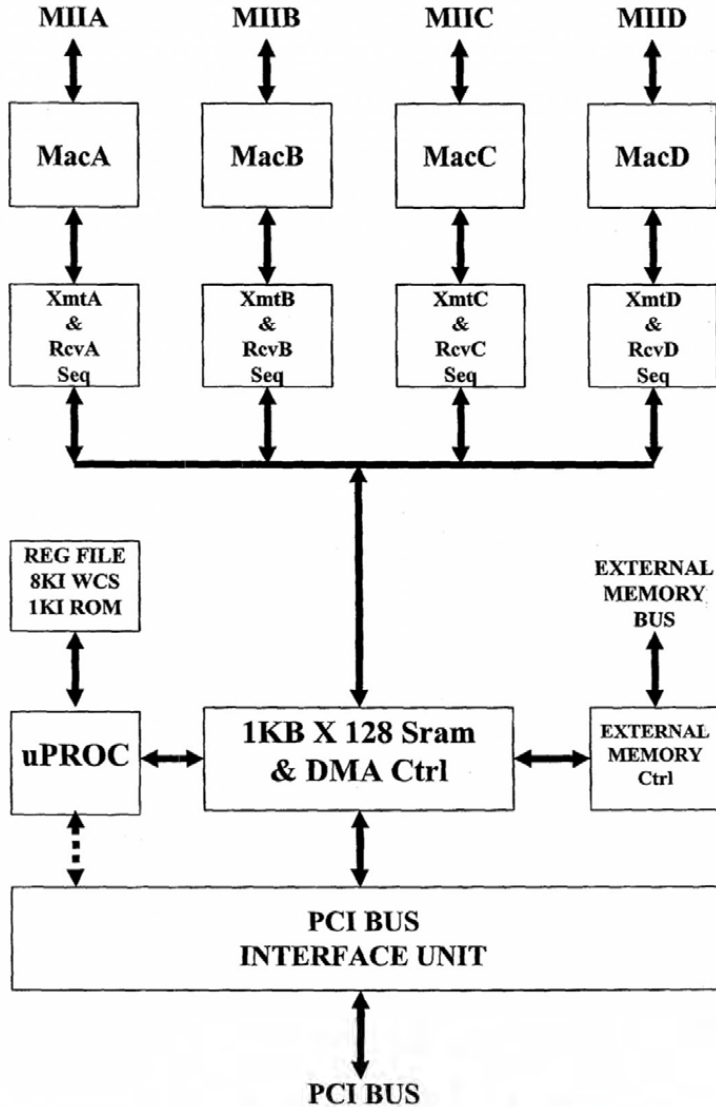 MIIA MIIB MIIC MIID
MacA MacB MacC MacD
XmtA
&
RcvA
Seq
XmtB
&
RcvB
Seq
XmtC
&
RcvC
Seq
XmtD
&
RcvD
Seq
REG FILE
8KI WCS
1KI ROM
EXTERNAL
MEMORY
BUS
uPROC
1KB X 128 Sram
& DMA Ctrl
EXTERNAL
MEMORY
Ctrl
PCI BUS
INTERFACE UNIT
PCI BUS